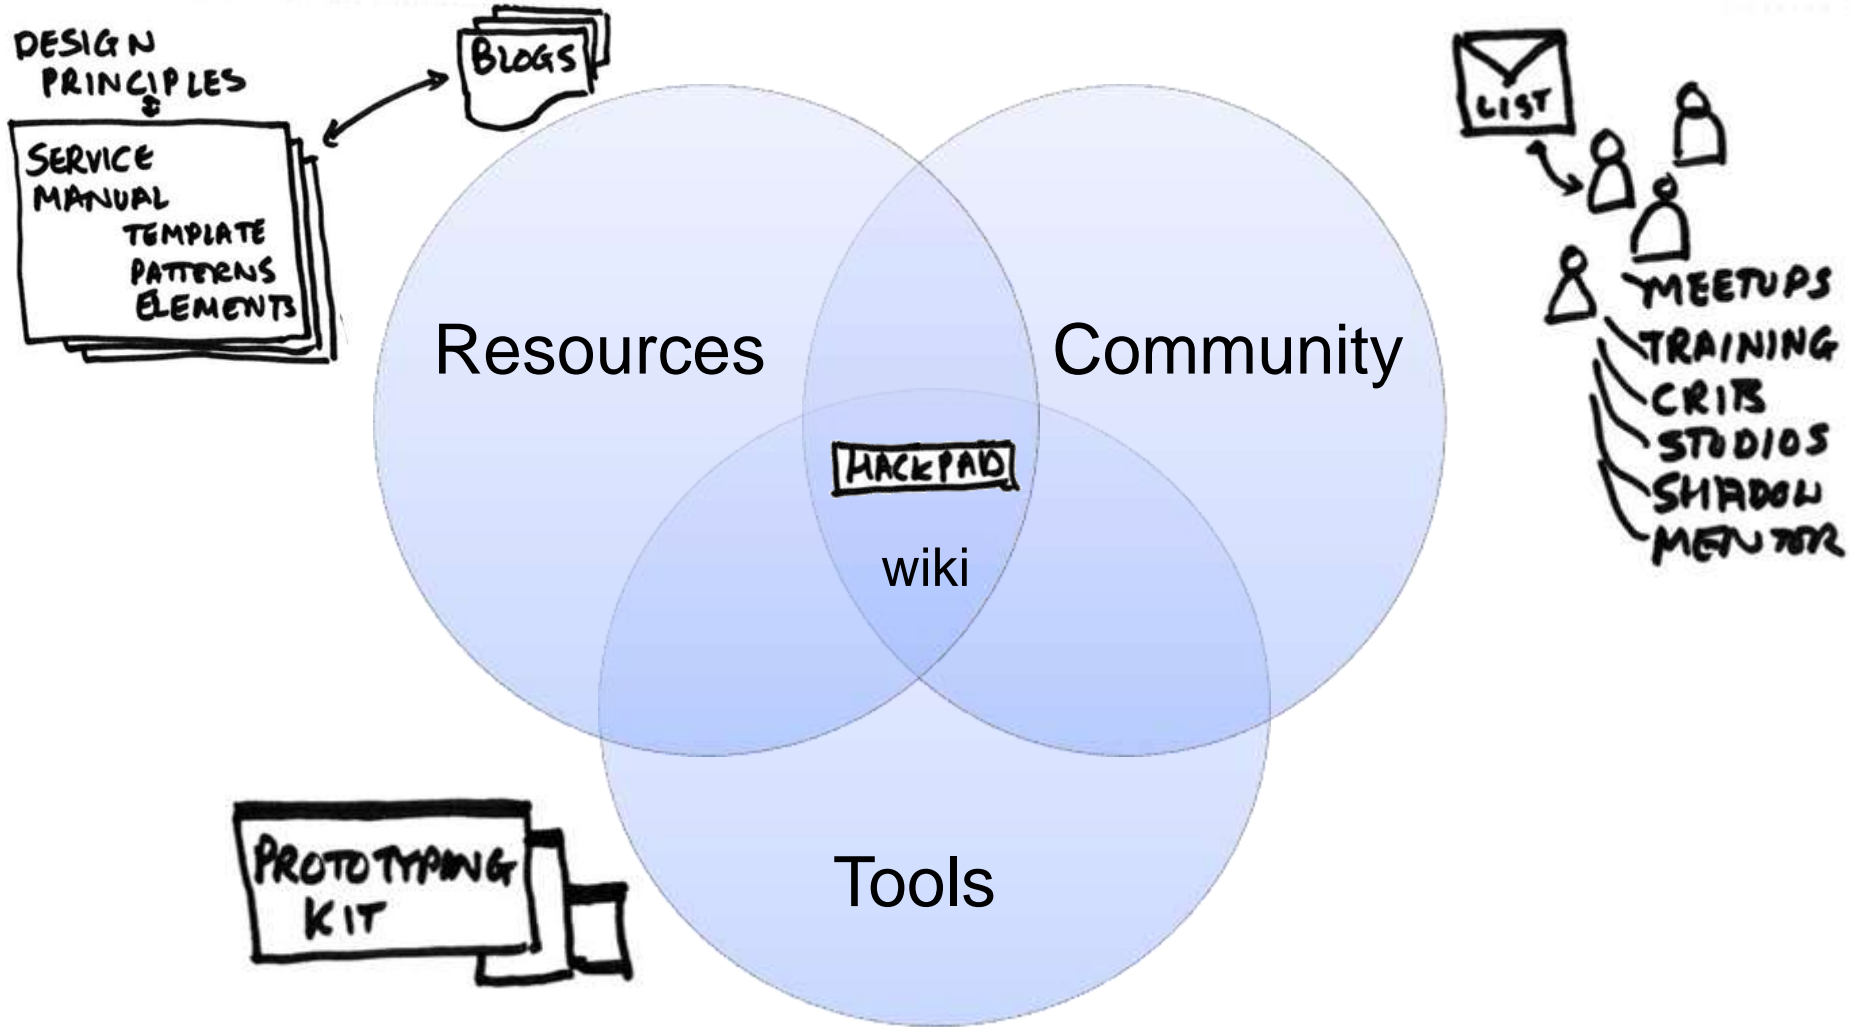 DESIGN
PRINCIPLES
SERVICE
MANUAL
TEMPLATE
PATTERNS
ELEMENTS
BLOGS
LIST
MEETUPS
TRAINING
CRITS
STUDIOS
SHADOW
MENTOR
Resources
Community
HACKPAD
wiki
Tools
PROTOTYPING
KIT